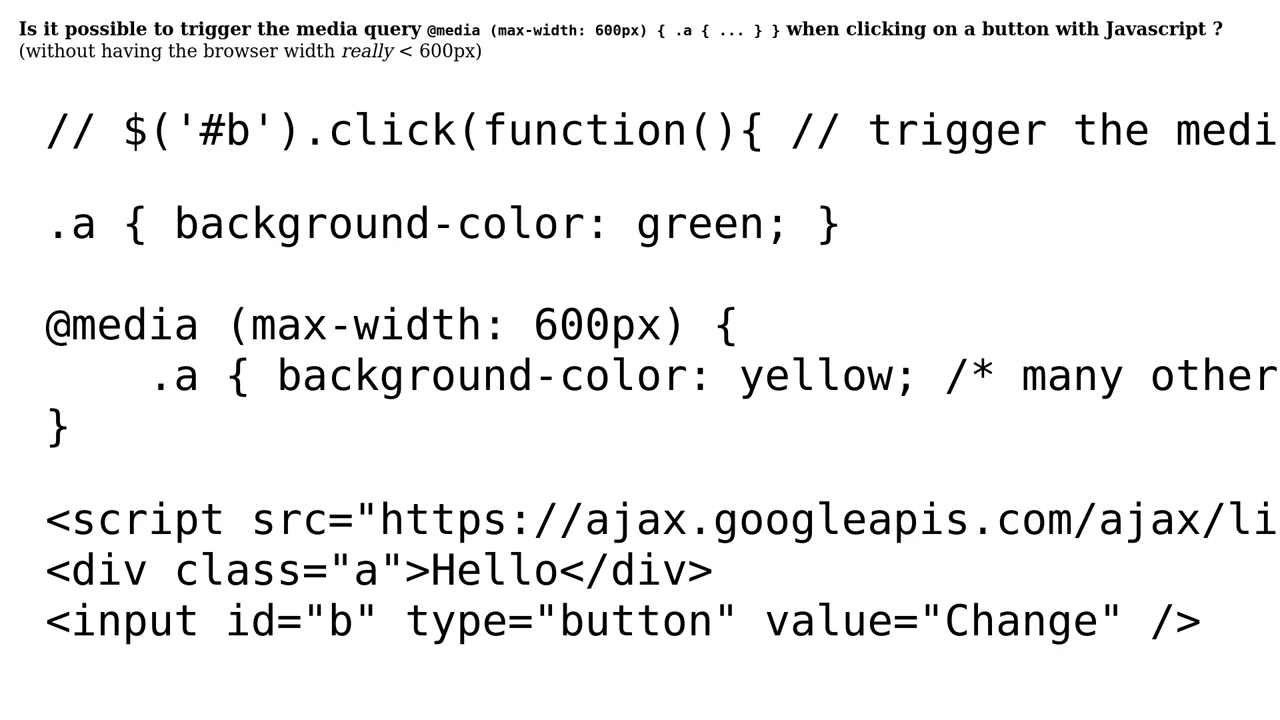 Is it possible to trigger the media query @media (max-width: 600px) { .a { ... } } when clicking on a button with Javascript ?
(without having the browser width really < 600px)
// $('#b').click(function(){ // trigger the medi
.a { background-color: green; }
@media (max-width: 600px) {
    .a { background-color: yellow; /* many other
}
<script src="https://ajax.googleapis.com/ajax/li
<div class="a">Hello</div>
<input id="b" type="button" value="Change" />